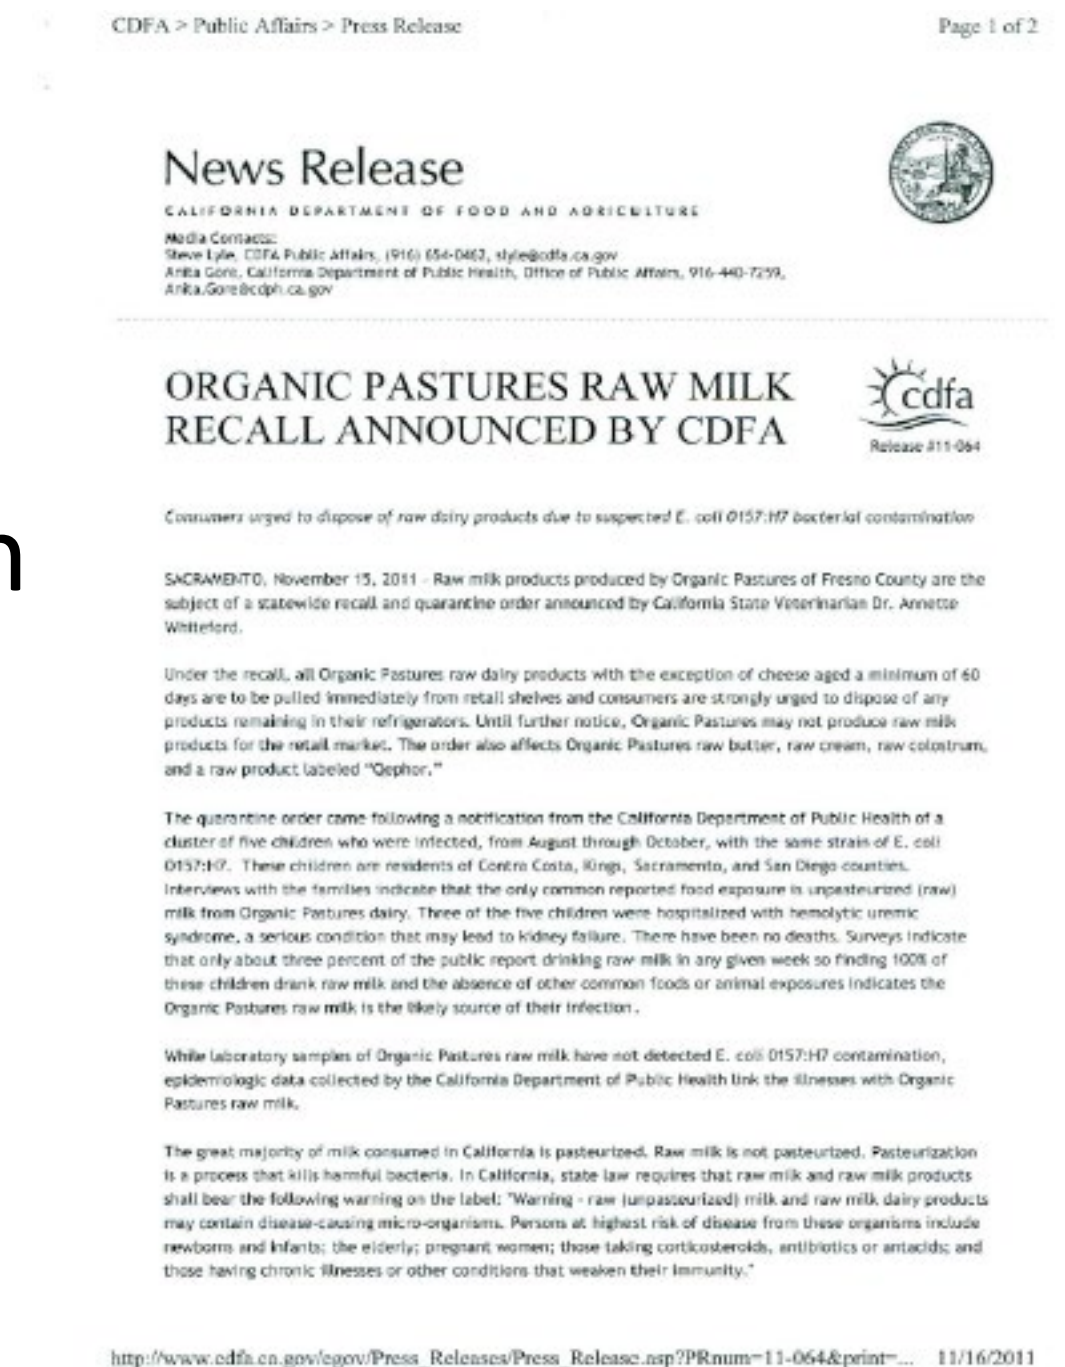 CDFA > Public Affairs > Press Release Page 1 of 2
News Release
CALIFORNIA DEPARTMENT OF FOOD AND AGRICULTURE
Media Contacts:
Steve Lyle, CDFA Public Affairs, (916) 654-0462, slyle@cdfa.ca.gov
Anita Gore, California Department of Public Health, Office of Public Affairs, 916-440-7259,
Anita.Gore@cdph.ca.gov
ORGANIC PASTURES RAW MILK
RECALL ANNOUNCED BY CDFA
cdfa
Release #11-064
Consumers urged to dispose of raw dairy products due to suspected E. coli 0157:H7 bacterial contamination
n
SACRAMENTO, November 15, 2011 - Raw milk products produced by Organic Pastures of Fresno County are the
subject of a statewide recall and quarantine order announced by California State Veterinarian Dr. Annette
Whiteford.
Under the recall, all Organic Pastures raw dairy products with the exception of cheese aged a minimum of 60
days are to be pulled immediately from retail shelves and consumers are strongly urged to dispose of any
products remaining in their refrigerators. Until further notice, Organic Pastures may not produce raw milk
products for the retail market. The order also affects Organic Pastures raw butter, raw cream, raw colostrum,
and a raw product labeled "Qephor."
The quarantine order came following a notification from the California Department of Public Health of a
cluster of five children who were infected, from August through October, with the same strain of E. coli
0157:H7. These children are residents of Contra Costa, Kings, Sacramento, and San Diego counties.
Interviews with the families indicate that the only common reported food exposure is unpasteurized (raw)
milk from Organic Pastures dairy. Three of the five children were hospitalized with hemolytic uremic
syndrome, a serious condition that may lead to kidney failure. There have been no deaths. Surveys indicate
that only about three percent of the public report drinking raw milk in any given week so finding 100% of
these children drank raw milk and the absence of other common foods or animal exposures indicates the
Organic Pastures raw milk is the likely source of their infection.
While laboratory samples of Organic Pastures raw milk have not detected E. coli 0157:H7 contamination,
epidemiologic data collected by the California Department of Public Health link the illnesses with Organic
Pastures raw milk.
The great majority of milk consumed in California is pasteurized. Raw milk is not pasteurized. Pasteurization
is a process that kills harmful bacteria. In California, state law requires that raw milk and raw milk products
shall bear the following warning on the label: "Warning - raw (unpasteurized) milk and raw milk dairy products
may contain disease-causing micro-organisms. Persons at highest risk of disease from these organisms include
newborns and infants; the elderly; pregnant women; those taking corticosteroids, antibiotics or antacids; and
those having chronic illnesses or other conditions that weaken their immunity."
http://www.cdfa.ca.gov/egov/Press_Releases/Press_Release.asp?PRnum=11-064&print=... 11/16/2011